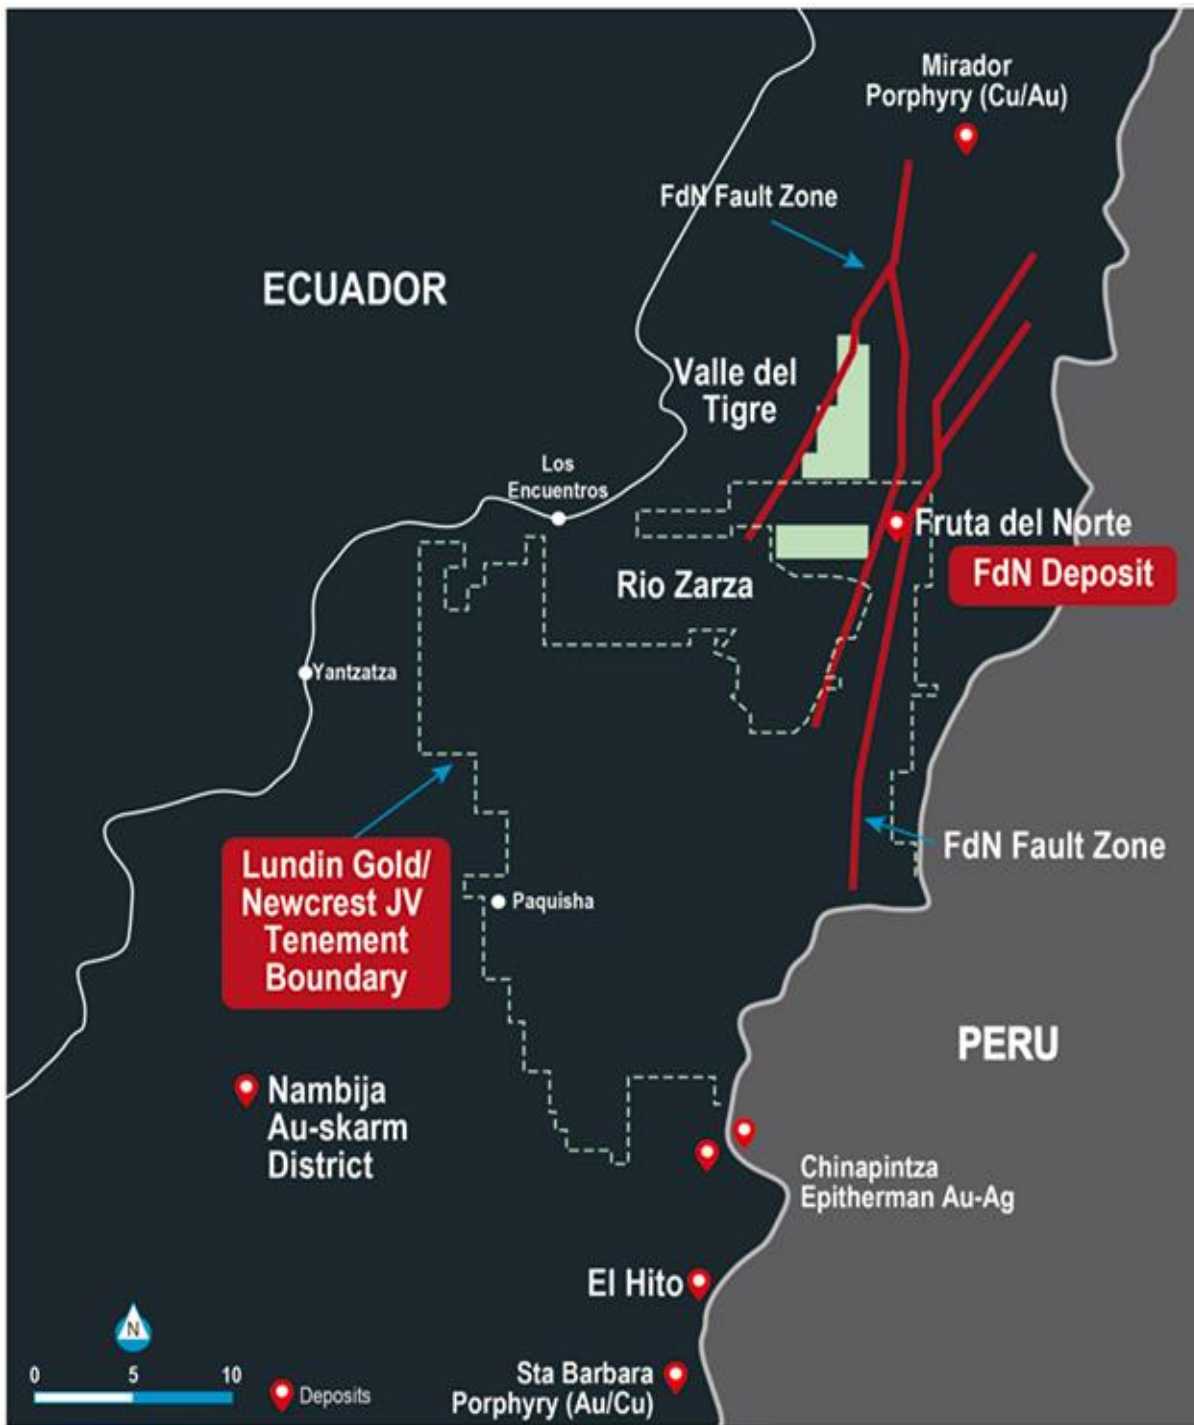 Mirador
Porphyry (Cu/Au)
FdN Fault Zone
ECUADOR
Valle del
Tigre
Los
Encuentros
Fruta del Norte
FdN Deposit
Rio Zarza
Yantzatza
FdN Fault Zone
Lundin Gold/
Newcrest JV
Tenement
Boundary
Paquisha
PERU
Nambija
Au-skarm
District
Chinapintza
Epitherman Au-Ag
El Hito
N
0 5 10
Deposits
Sta Barbara
Porphyry (Au/Cu)